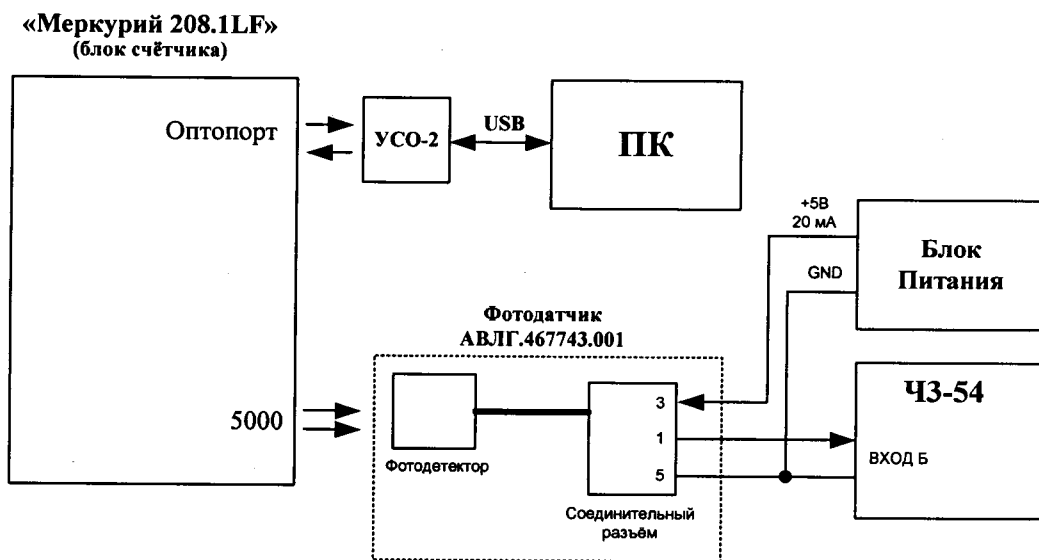 «Меркурий 208.1LF»
(блок счётчика)
Оптопорт
УСО-2
USB
ПК
+5В
20 мА
GND
Блок
Питания
Фотодатчик
АВЛГ.467743.001
5000
Фотодетектор
3
1
5
Соединительный
разъём
Ч3-54
ВХОД Б